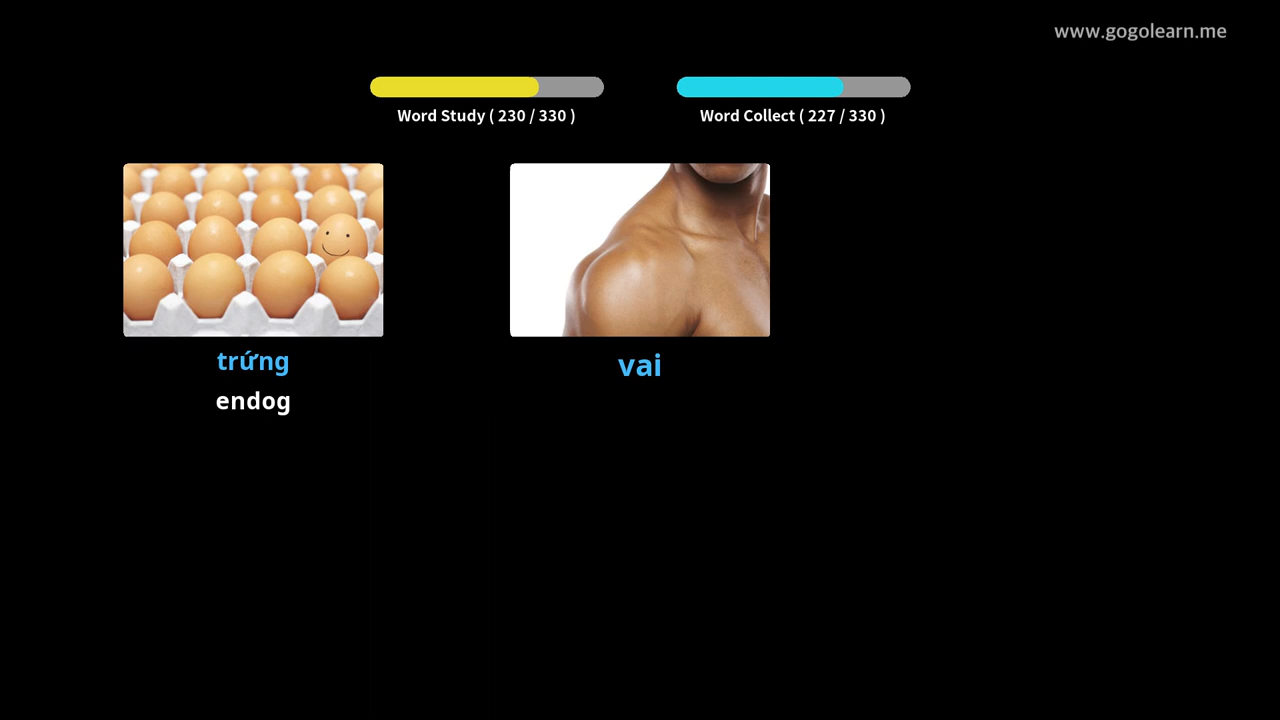 www.gogolearn.me
Word Study ( 230 / 330 )
Word Collect ( 227 / 330 )
trứng
endog
vai